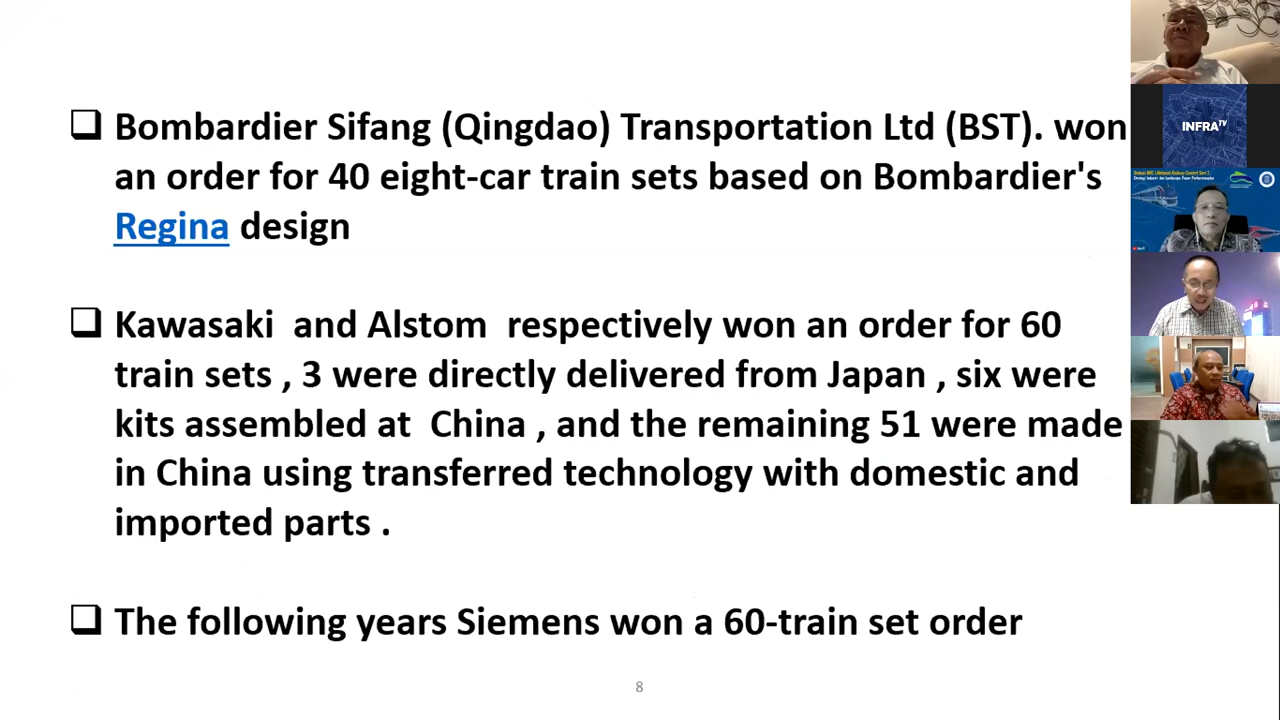 Bombardier Sifang (Qingdao) Transportation Ltd (BST). won
an order for 40 eight-car train sets based on Bombardier's
Regina design
Kawasaki and Alstom respectively won an order for 60
train sets , 3 were directly delivered from Japan , six were
kits assembled at China , and the remaining 51 were made
in China using transferred technology with domestic and
imported parts .
The following years Siemens won a 60-train set order
8
INFRATV